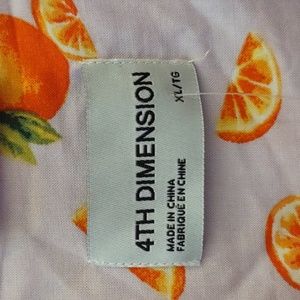 4TH DIMENSION
XL/TG
MADE IN CHINA
FABRIQUÉ EN CHINE